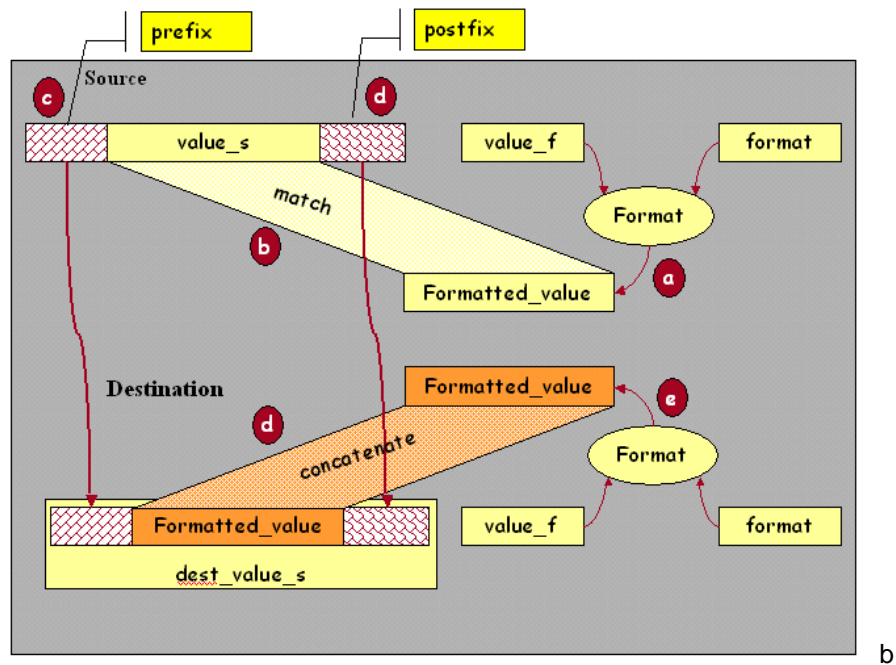 prefix
postfix
Source
c
d
value_s
value_f
format
match
Format
b
a
Formatted_value
Destination
Formatted_value
e
d
concatenate
Format
Formatted_value
value_f
format
dest_value_s
b